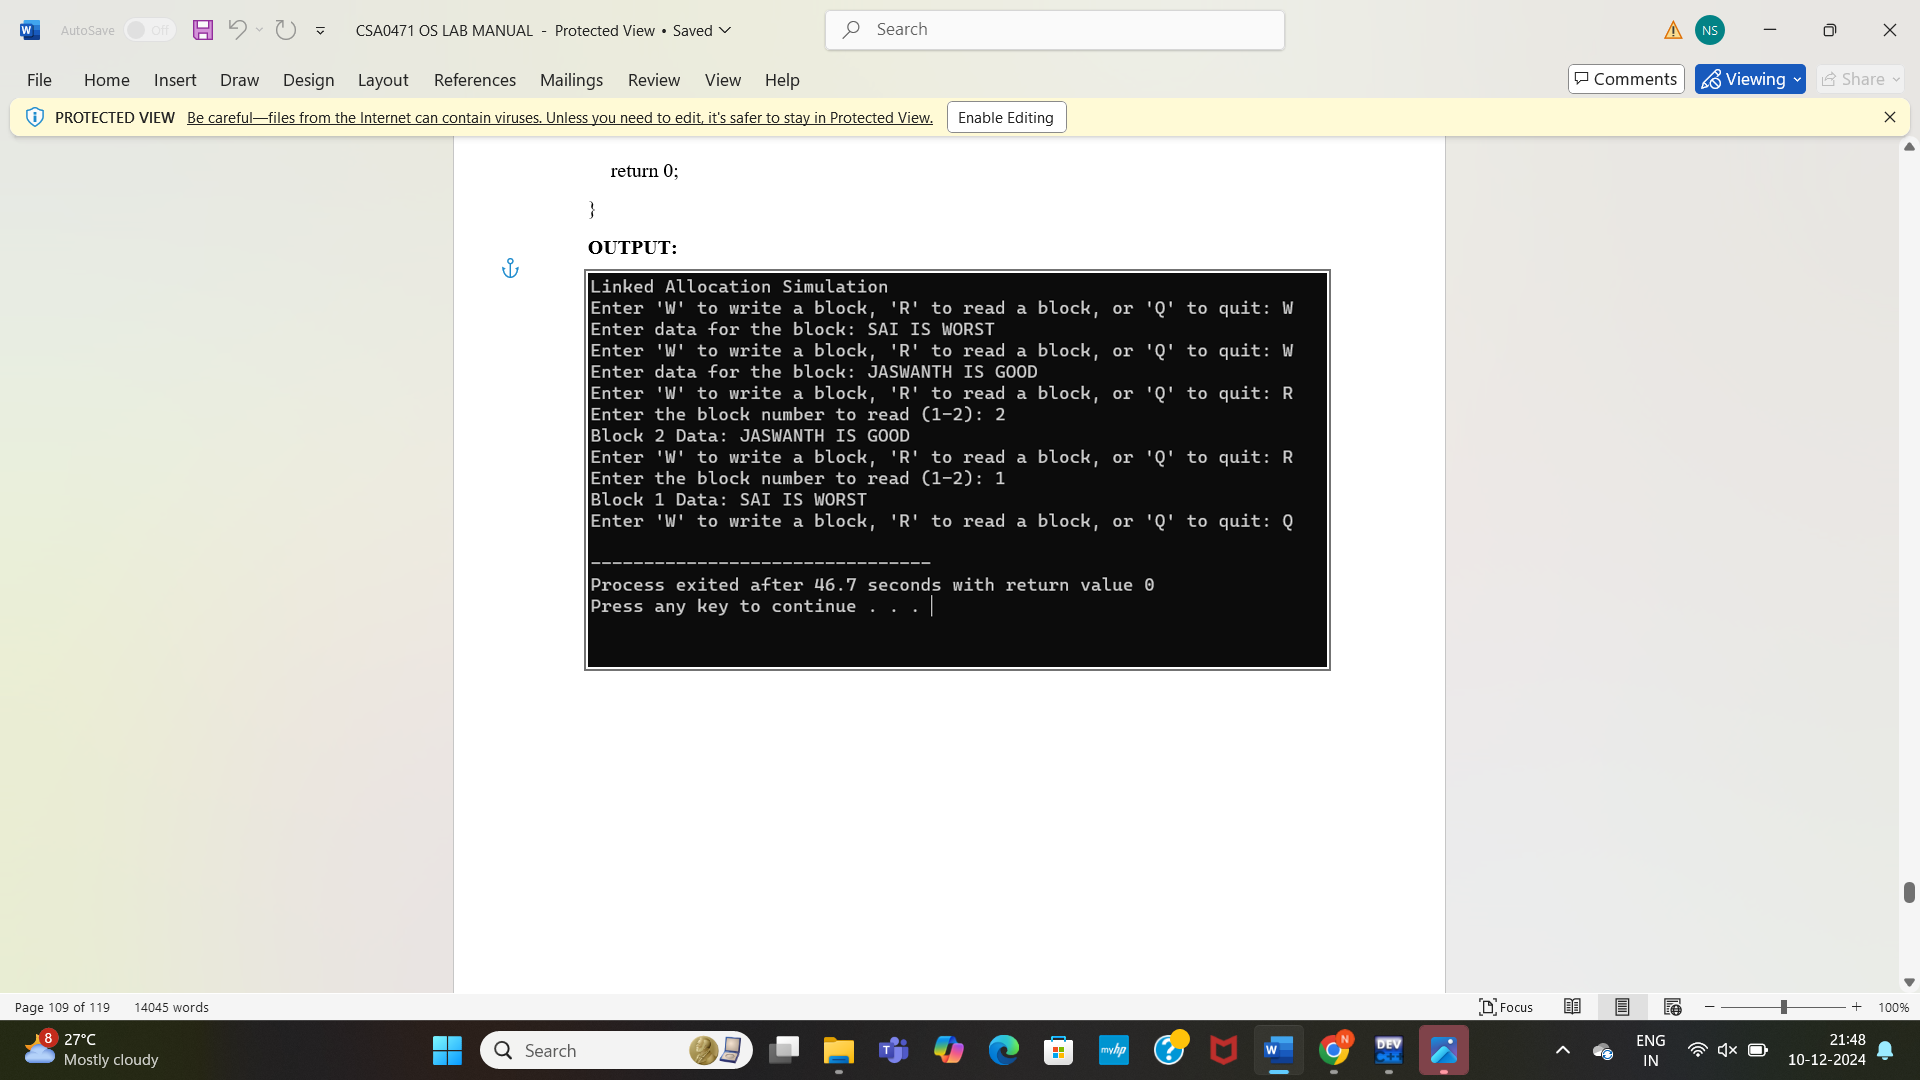 AutoSave Off CSA0471 OS LAB MANUAL - Protected View • Saved Search NS
File Home Insert Draw Design Layout References Mailings Review View Help Comments Viewing Share
PROTECTED VIEW Be careful—files from the Internet can contain viruses. Unless you need to edit, it's safer to stay in Protected View. Enable Editing
return 0;
}
OUTPUT:
Linked Allocation Simulation
Enter 'W' to write a block, 'R' to read a block, or 'Q' to quit: W
Enter data for the block: SAI IS WORST
Enter 'W' to write a block, 'R' to read a block, or 'Q' to quit: W
Enter data for the block: JASWANTH IS GOOD
Enter 'W' to write a block, 'R' to read a block, or 'Q' to quit: R
Enter the block number to read (1-2): 2
Block 2 Data: JASWANTH IS GOOD
Enter 'W' to write a block, 'R' to read a block, or 'Q' to quit: R
Enter the block number to read (1-2): 1
Block 1 Data: SAI IS WORST
Enter 'W' to write a block, 'R' to read a block, or 'Q' to quit: Q
--------------------------------
Process exited after 46.7 seconds with return value 0
Press any key to continue . . .
Page 109 of 119 14045 words Focus 100%
8 27°C
Mostly cloudy
Search
myhp
W
N
DEV C++
ENG
IN
21:48
10-12-2024